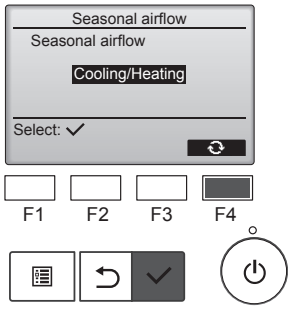 Seasonal airflow
Seasonal airflow
Cooling/Heating
Select: ✓
F1 F2 F3 F4